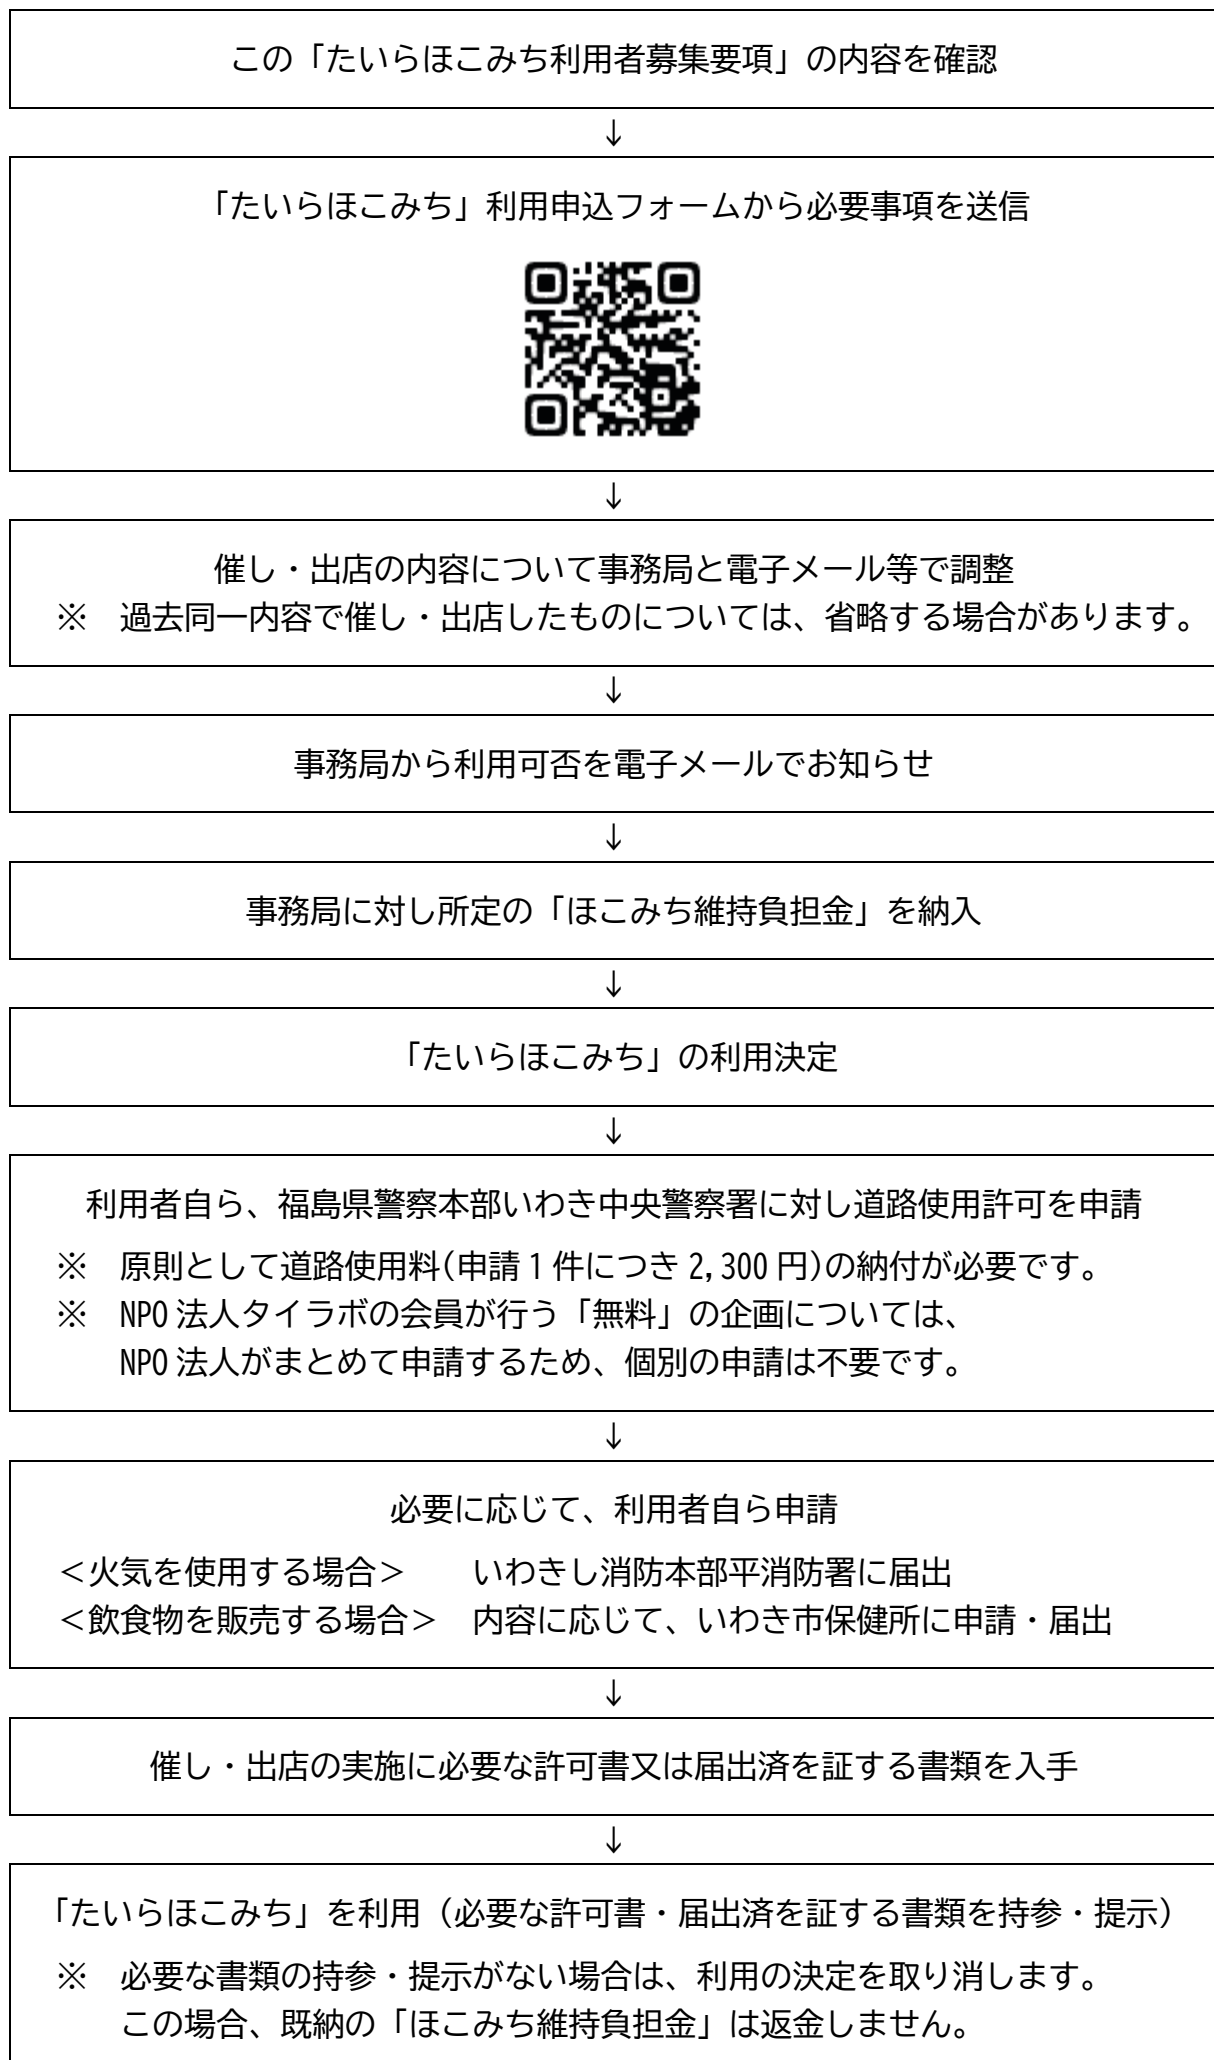 この「たいらほこみち利用者募集要項」の内容を確認
↓
「たいらほこみち」利用申込フォームから必要事項を送信
↓
催し・出店の内容について事務局と電子メール等で調整
※　過去同一内容で催し・出店したものについては、省略する場合があります。
↓
事務局から利用可否を電子メールでお知らせ
↓
事務局に対し所定の「ほこみち維持負担金」を納入
↓
「たいらほこみち」の利用決定
↓
利用者自ら、福島県警察本部いわき中央警察署に対し道路使用許可を申請
※　原則として道路使用料(申請1件につき2,300円)の納付が必要です。
※　NPO法人タイラボの会員が行う「無料」の企画については、
NPO法人がまとめて申請するため、個別の申請は不要です。
↓
必要に応じて、利用者自ら申請
＜火気を使用する場合＞　　いわきし消防本部平消防署に届出
＜飲食物を販売する場合＞　内容に応じて、いわき市保健所に申請・届出
↓
催し・出店の実施に必要な許可書又は届出済を証する書類を入手
↓
「たいらほこみち」を利用（必要な許可書・届出済を証する書類を持参・提示）
※　必要な書類の持参・提示がない場合は、利用の決定を取り消します。
この場合、既納の「ほこみち維持負担金」は返金しません。